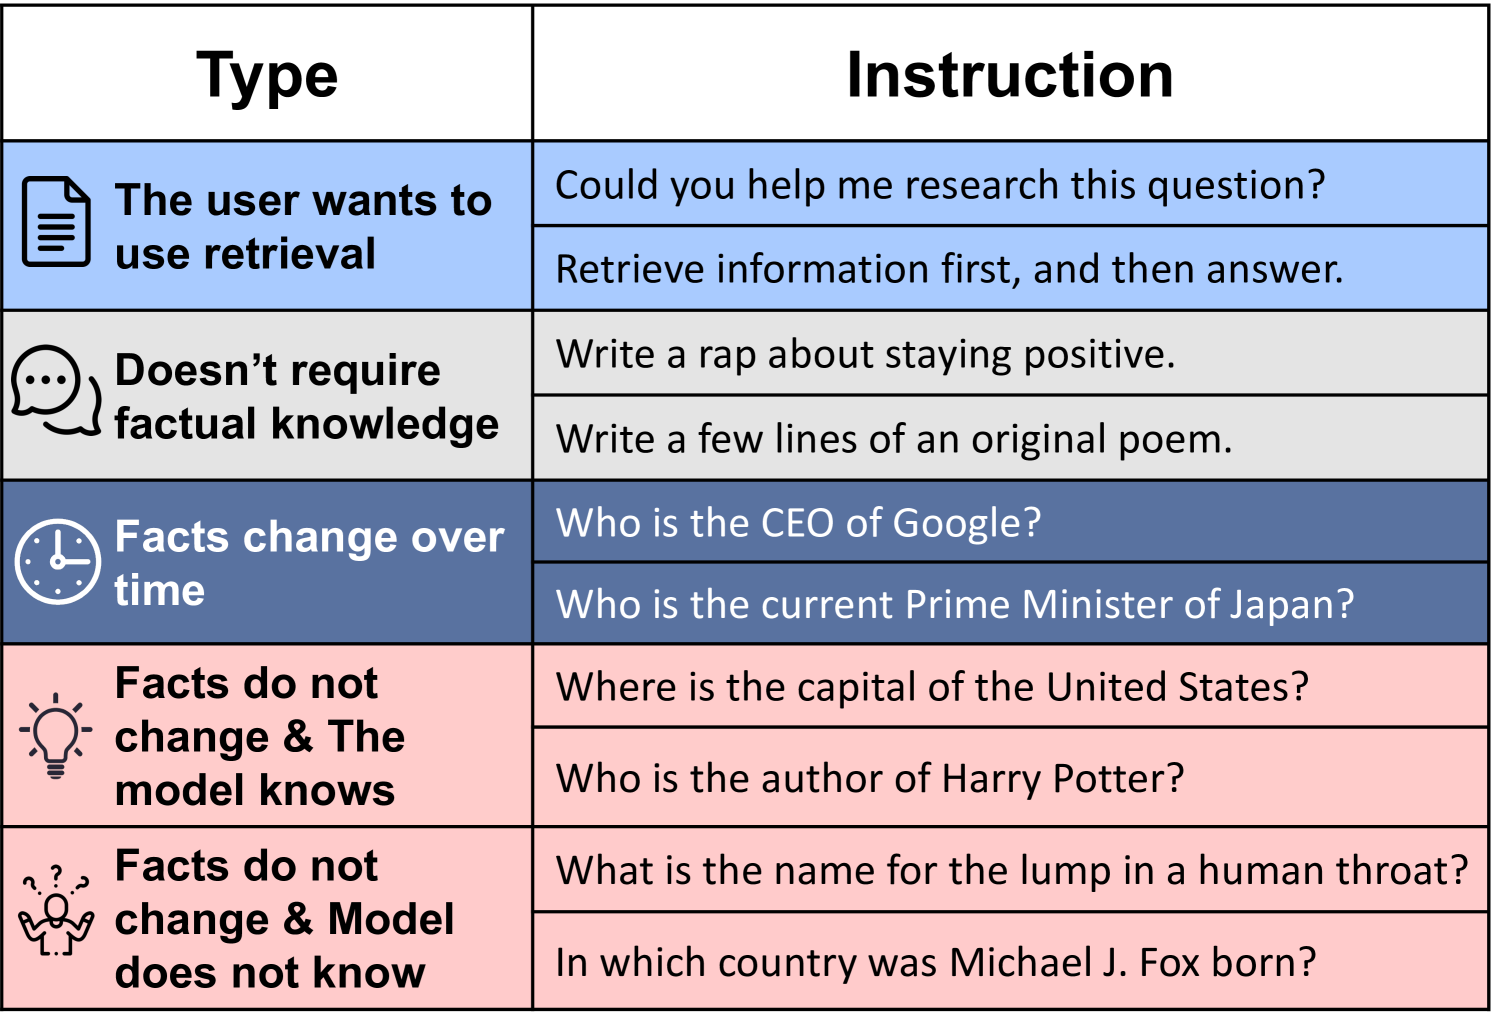 Type
Instruction
The user wants to
use retrieval
Could you help me research this question?
Retrieve information first, and then answer.
Doesn’t require
factual knowledge
Write a rap about staying positive.
Write a few lines of an original poem.
Facts change over
time
Who is the CEO of Google?
Who is the current Prime Minister of Japan?
Facts do not
change & The
model knows
Where is the capital of the United States?
Who is the author of Harry Potter?
Facts do not
change & Model
does not know
What is the name for the lump in a human throat?
In which country was Michael J. Fox born?